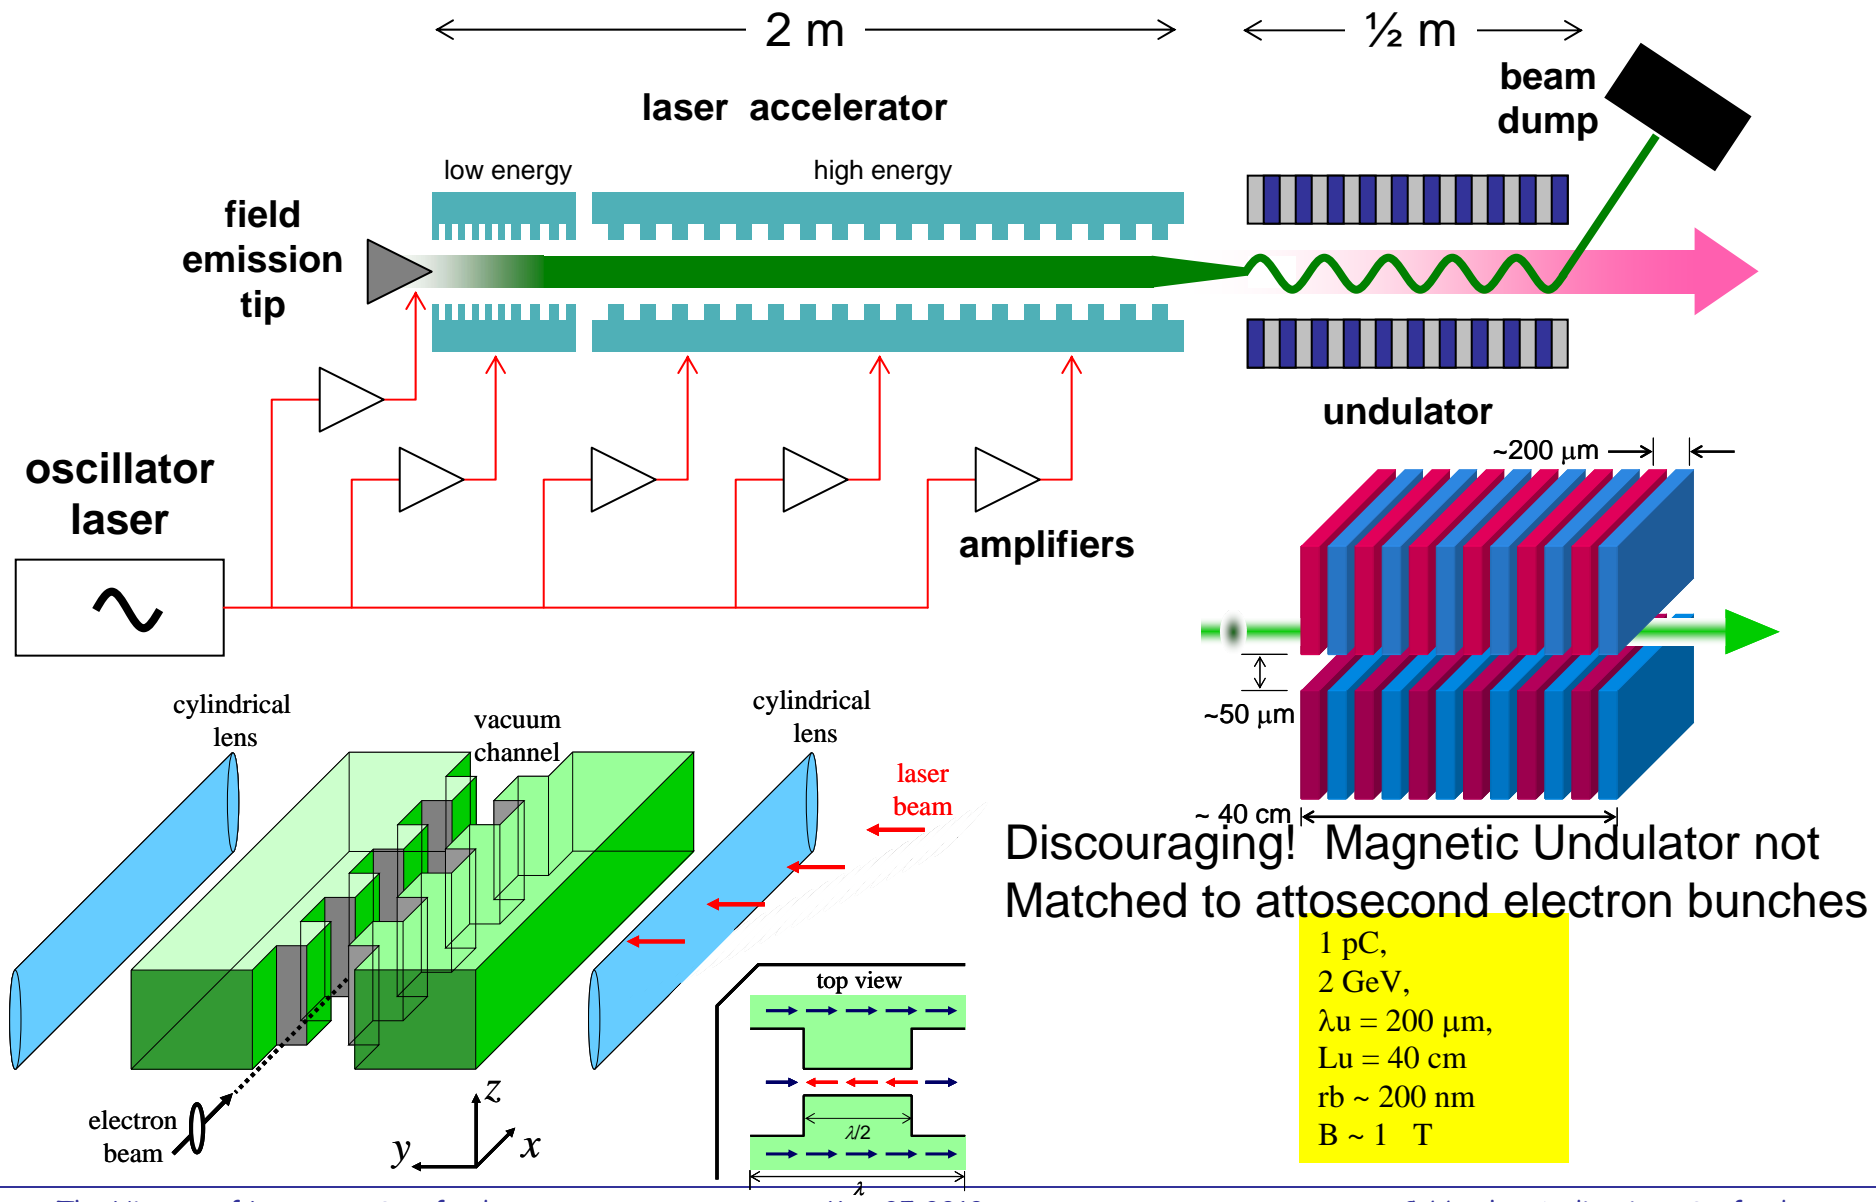 2 m
½ m
laser accelerator
beam
dump
low energy
high energy
field
emission
tip
undulator
oscillator
laser
amplifiers
~200 μm
~50 μm
~ 40 cm
cylindrical
lens
vacuum
channel
cylindrical
lens
laser
beam
electron
beam
z
y
x
top view
λ/2
λ
Discouraging! Magnetic Undulator not
Matched to attosecond electron bunches
1 pC,
2 GeV,
λu = 200 μm,
Lu = 40 cm
rb ~ 200 nm
B ~ 1 T